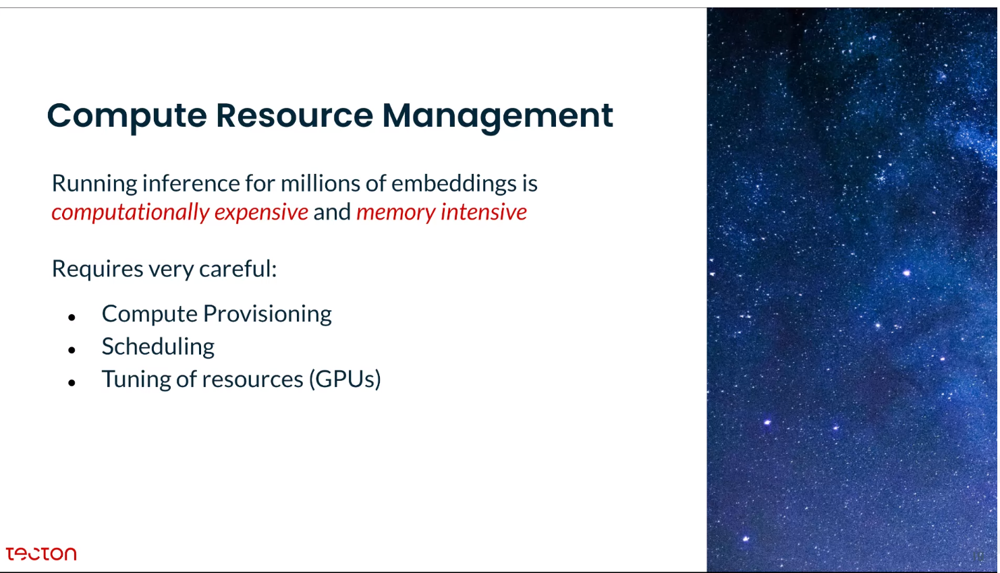 Compute Resource Management
Running inference for millions of embeddings is
computationally expensive and memory intensive
Requires very careful:
● Compute Provisioning
● Scheduling
● Tuning of resources (GPUs)
tecton